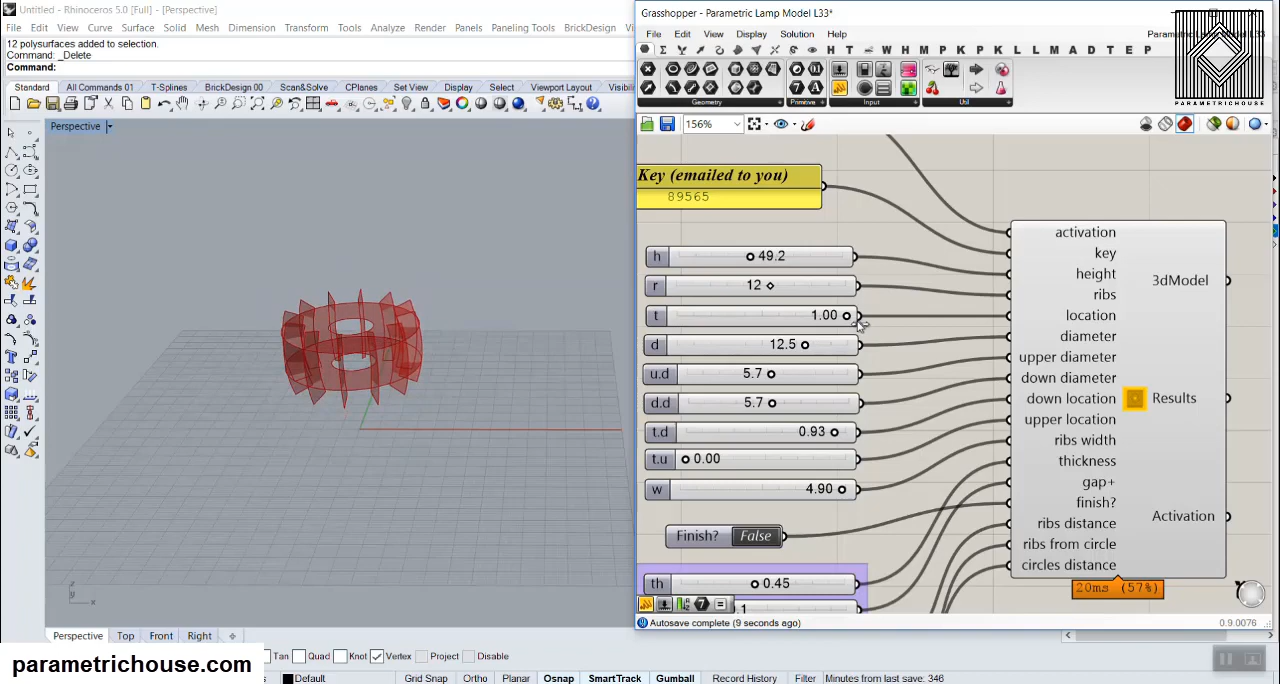 Untitled - Rhinoceros 5.0 [Full] - [Perspective]
File Edit View Curve Surface Solid Mesh Dimension Transform Tools Analyze Render Panels Paneling Tools BrickDesign
12 polysurfaces added to selection.
Command: _Delete
Command:
Standard All Commands 01 T-Splines BrickDesign 00 Scan&Solve CPlanes Set View Display Select Viewport Layout
Perspective
z
y
x
Perspective Top Front Right
parametrichouse.com
Tan Quad Knot Vertex Project Disable
Default Grid Snap Ortho Planar Osnap SmartTrack Gumball Record History Filter Minutes from last save: 346
Grasshopper - Parametric Lamp Model L33*
File Edit View Display Solution Help
H T W H M P K P K L L M A D T E P
Geometry Primitive Input Util
PARAMETRICHOUSE
156%
Key (emailed to you)
89565
h 49.2
r 12
t 1.00
d 12.5
u.d 5.7
d.d 5.7
t.d 0.93
t.u 0.00
w 4.90
Finish? False
th 0.45
activation
key
height
ribs
location
diameter
upper diameter
down diameter
down location
upper location
ribs width
thickness
gap+
finish?
ribs distance
ribs from circle
circles distance
3dModel
Results
Activation
20ms (57%)
Autosave complete (9 seconds ago)
0.9.0076